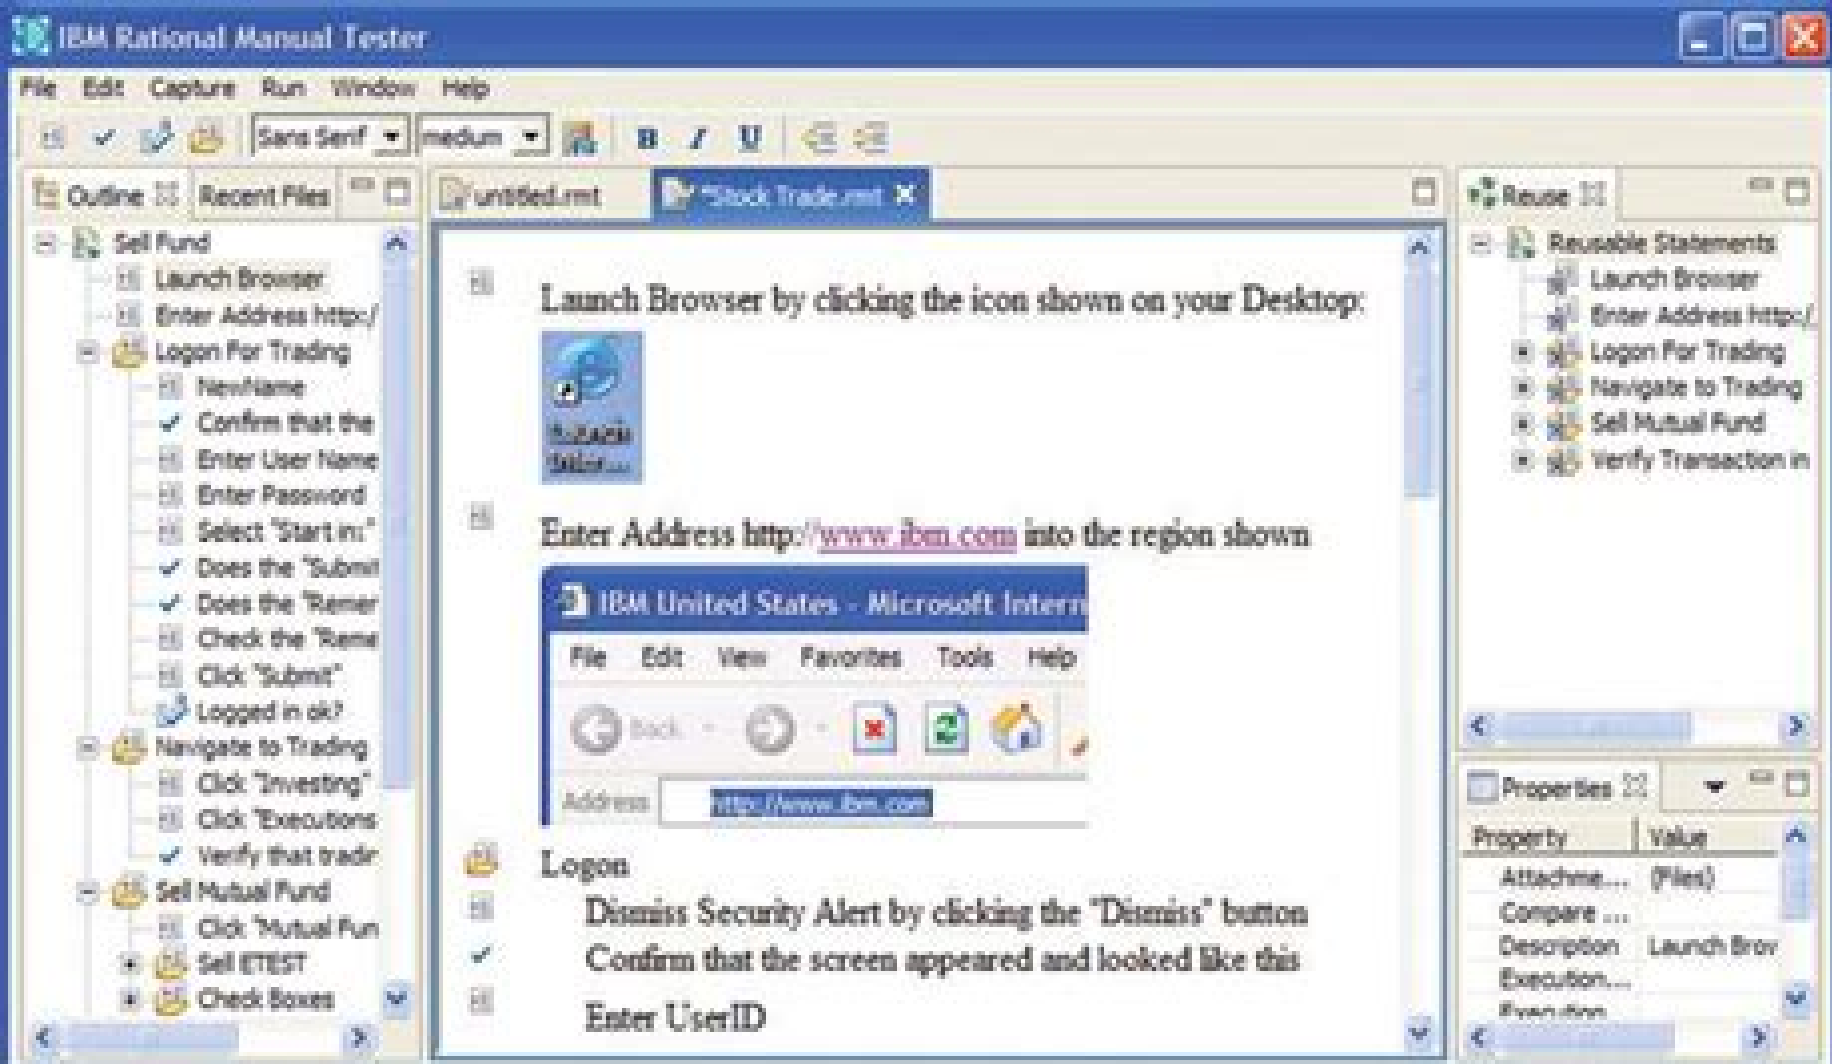 IBM Rational Manual Tester
File Edit Capture Run Window Help
Sans Serif medium B I U
Outline Recent Files
Sell Fund
Launch Browser
Enter Address http:/
Logon For Trading
NewName
Confirm that the
Enter User Name
Enter Password
Select "Start in:"
Does the "Submit
Does the "Remer
Check the "Reme
Click "Submit"
Logged in ok?
Navigate to Trading
Click "Investing"
Click "Executions
Verify that tradin
Sell Mutual Fund
Click "Mutual Fun
Sell ETEST
Check Boxes
untitled.rmt *Stock Trade.rmt
Launch Browser by clicking the icon shown on your Desktop:
Enter Address http://www.ibm.com into the region shown
IBM United States - Microsoft Intern
File Edit View Favorites Tools Help
Back
Address http://www.ibm.com
Logon
Dismiss Security Alert by clicking the "Dismiss" button
Confirm that the screen appeared and looked like this
Enter UserID
Reuse
Reusable Statements
Launch Browser
Enter Address http:/
Logon For Trading
Navigate to Trading
Sell Mutual Fund
Verify Transaction in
Properties
Property Value
Attachme... (Files)
Compare ...
Description Launch Brov
Execution...
Execution